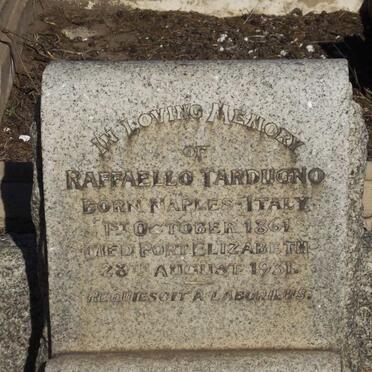 IN LOVING MEMORY
OF
RAFFAELLO TARDUGNO
BORN NAPLES-ITALY
1ST OCTOBER 1861
DIED PORT ELIZABETH
28TH AUGUST 1931.
REQUIESCIT A LABORIBUS.